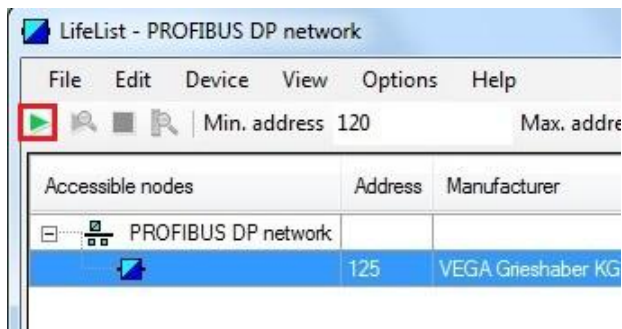 LifeList - PROFIBUS DP network
File Edit Device View Options Help
Min. address 120 Max.
Accessible nodes Address Manufacturer
PROFIBUS DP network
125 VEGA Grieshaber KG